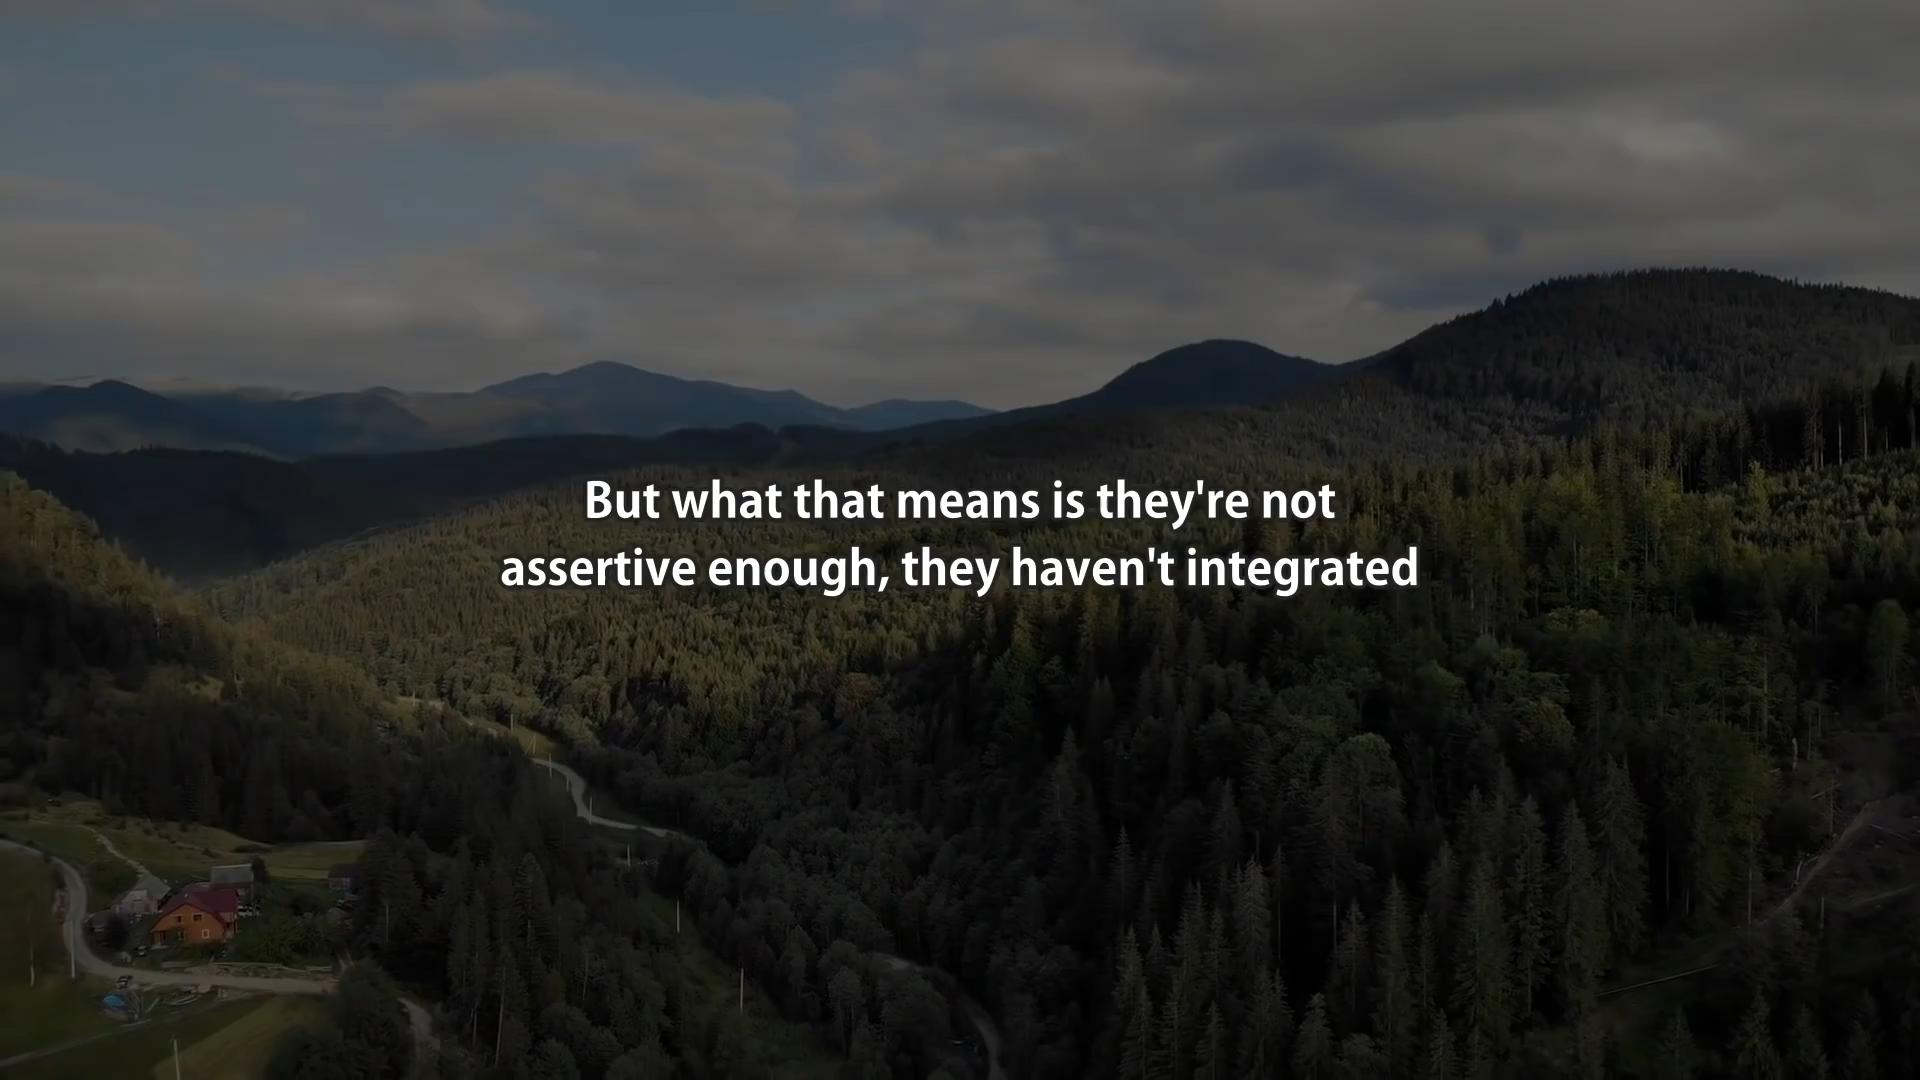 But what that means is they're not
assertive enough, they haven't integrated